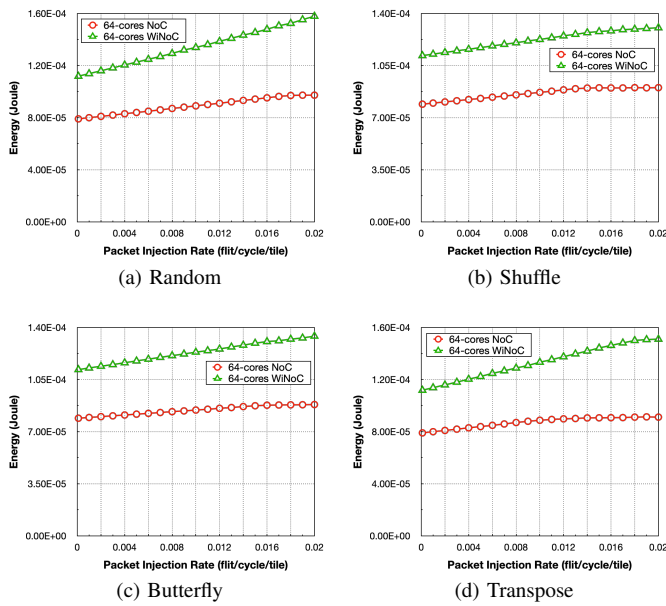 1.60E-04
1.20E-04
8.00E-05
4.00E-05
0.00E+00
Energy (Joule)
64-cores NoC
64-cores WiNoC
0 0.004 0.008 0.012 0.016 0.02
Packet Injection Rate (flit/cycle/tile)
(a) Random
1.40E-04
1.05E-04
7.00E-05
3.50E-05
0.00E+00
Energy (Joule)
64-cores NoC
64-cores WiNoC
0 0.004 0.008 0.012 0.016 0.02
Packet Injection Rate (flit/cycle/tile)
(b) Shuffle
1.40E-04
1.05E-04
7.00E-05
3.50E-05
0.00E+00
Energy (Joule)
64-cores NoC
64-cores WiNoC
0 0.004 0.008 0.012 0.016 0.02
Packet Injection Rate (flit/cycle/tile)
(c) Butterfly
1.60E-04
1.20E-04
8.00E-05
4.00E-05
0.00E+00
Energy (Joule)
64-cores NoC
64-cores WiNoC
0 0.004 0.008 0.012 0.016 0.02
Packet Injection Rate (flit/cycle/tile)
(d) Transpose